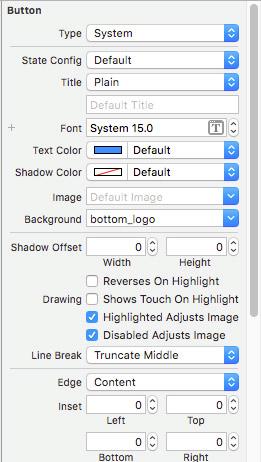 Button
Type System
State Config Default
Title Plain
Default Title
+ Font System 15.0 T
Text Color Default
Shadow Color Default
Image Default Image
Background bottom_logo
Shadow Offset 0 0
Width Height
Reverses On Highlight
Drawing Shows Touch On Highlight
Highlighted Adjusts Image
Disabled Adjusts Image
Line Break Truncate Middle
Edge Content
Inset 0 0
Left Top
0 0
Bottom Right